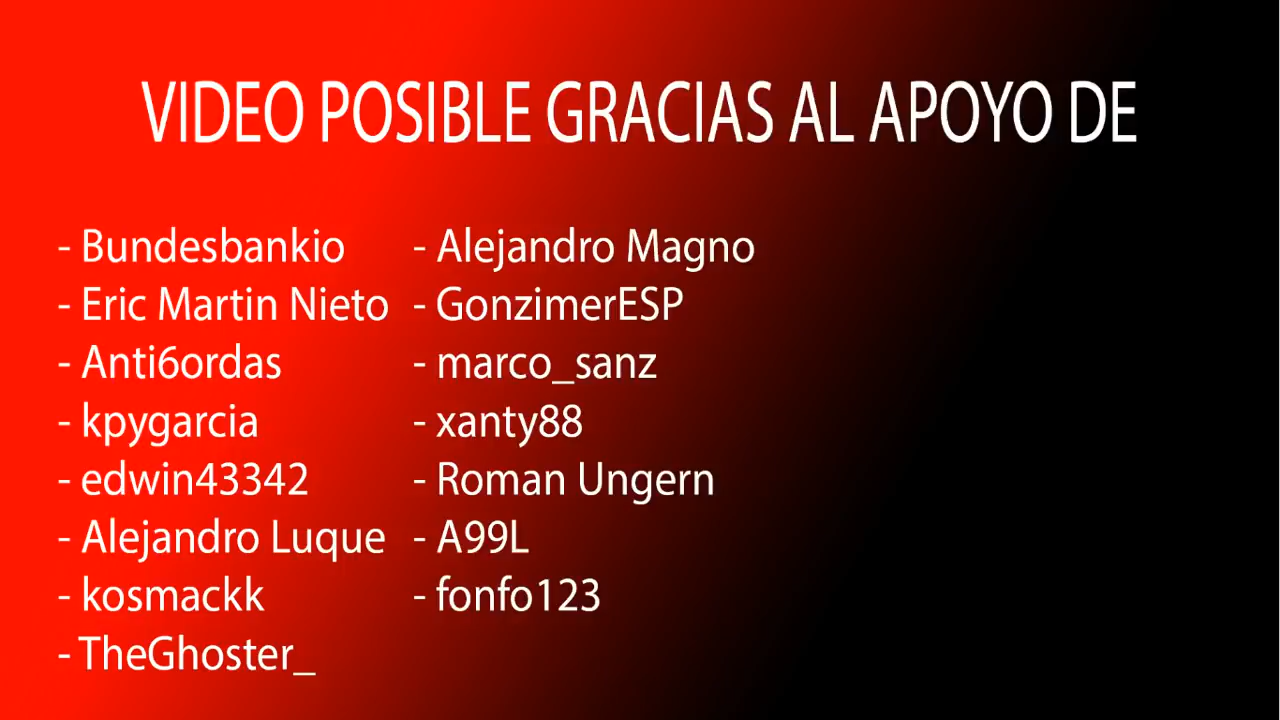 VIDEO POSIBLE GRACIAS AL APOYO DE
- Bundesbankio
- Eric Martin Nieto
- Anti6ordas
- kpygarcia
- edwin43342
- Alejandro Luque
- kosmackk
- TheGhoster_
- Alejandro Magno
- GonzimerESP
- marco_sanz
- xanty88
- Roman Ungern
- A99L
- fonfo123